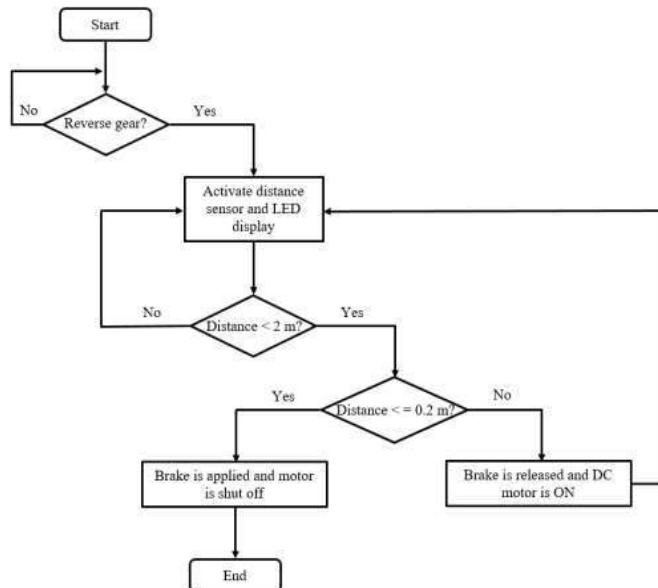 Start
No
Yes
Reverse gear?
Activate distance
sensor and LED
display
No
Distance < 2 m?
Yes
Yes
Distance < = 0.2 m?
No
Brake is applied and motor
is shut off
Brake is released and DC
motor is ON
End